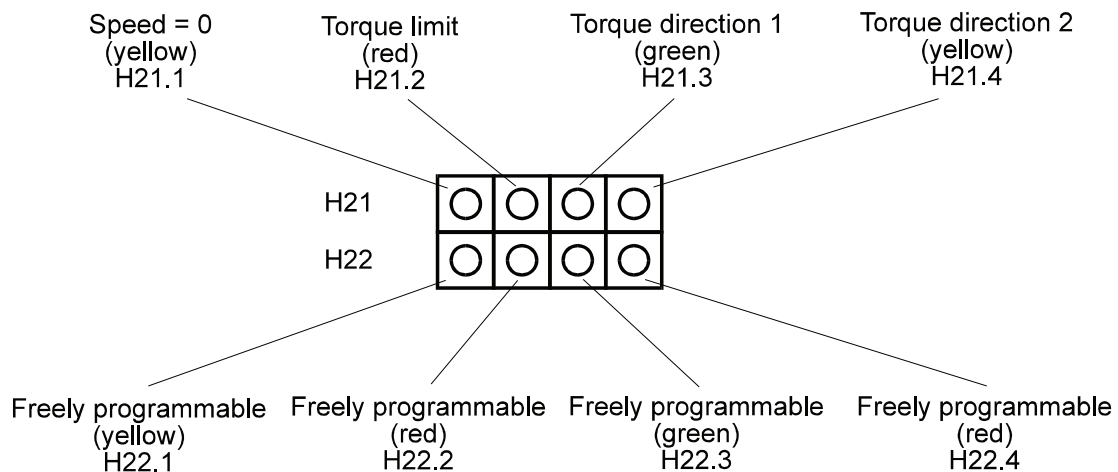 Speed = 0
(yellow)
H21.1
Torque limit
(red)
H21.2
Torque direction 1
(green)
H21.3
Torque direction 2
(yellow)
H21.4
H21
H22
Freely programmable
(yellow)
H22.1
Freely programmable
(red)
H22.2
Freely programmable
(green)
H22.3
Freely programmable
(red)
H22.4